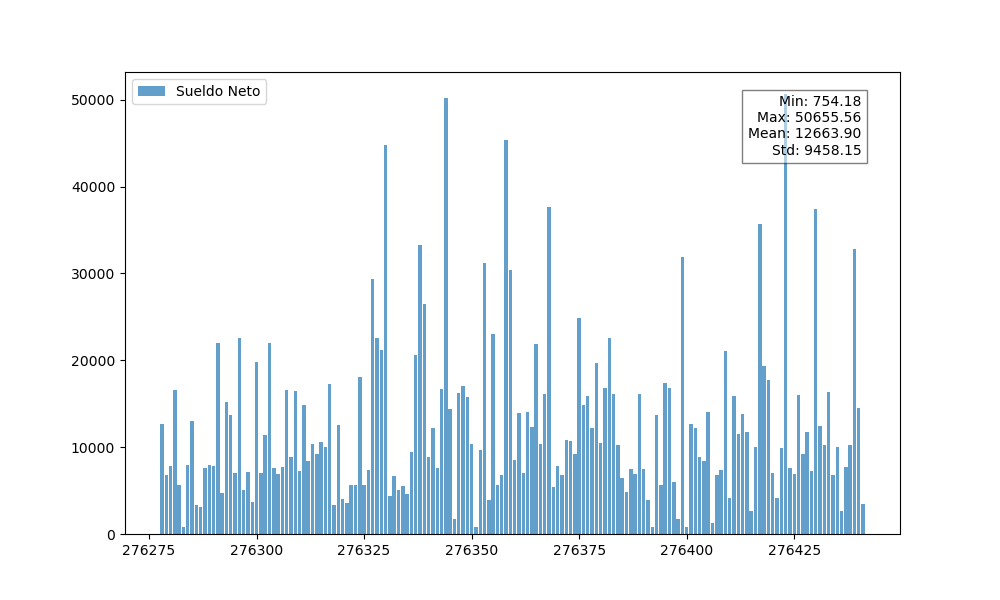 Sueldo Neto
Min: 754.18
Max: 50655.56
Mean: 12663.90
Std: 9458.15
50000
40000
30000
20000
10000
0
276275 276300 276325 276350 276375 276400 276425